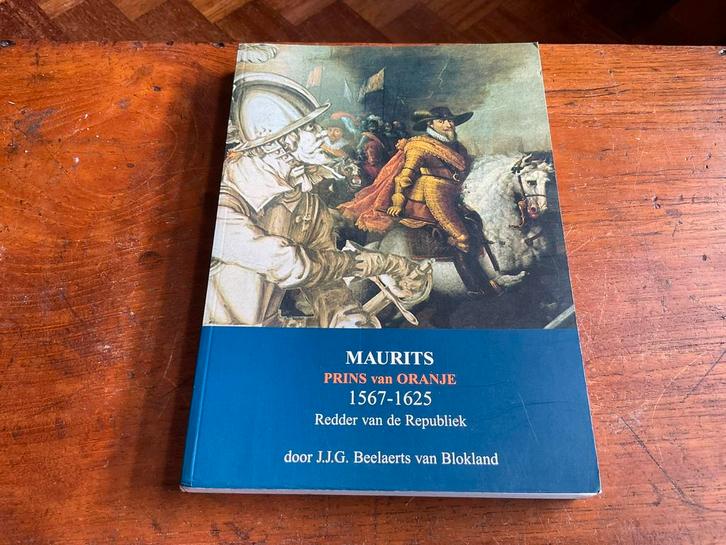 MAURITS
PRINS van ORANJE
1567-1625
Redder van de Republiek
door J.J.G. Beelaerts van Blokland